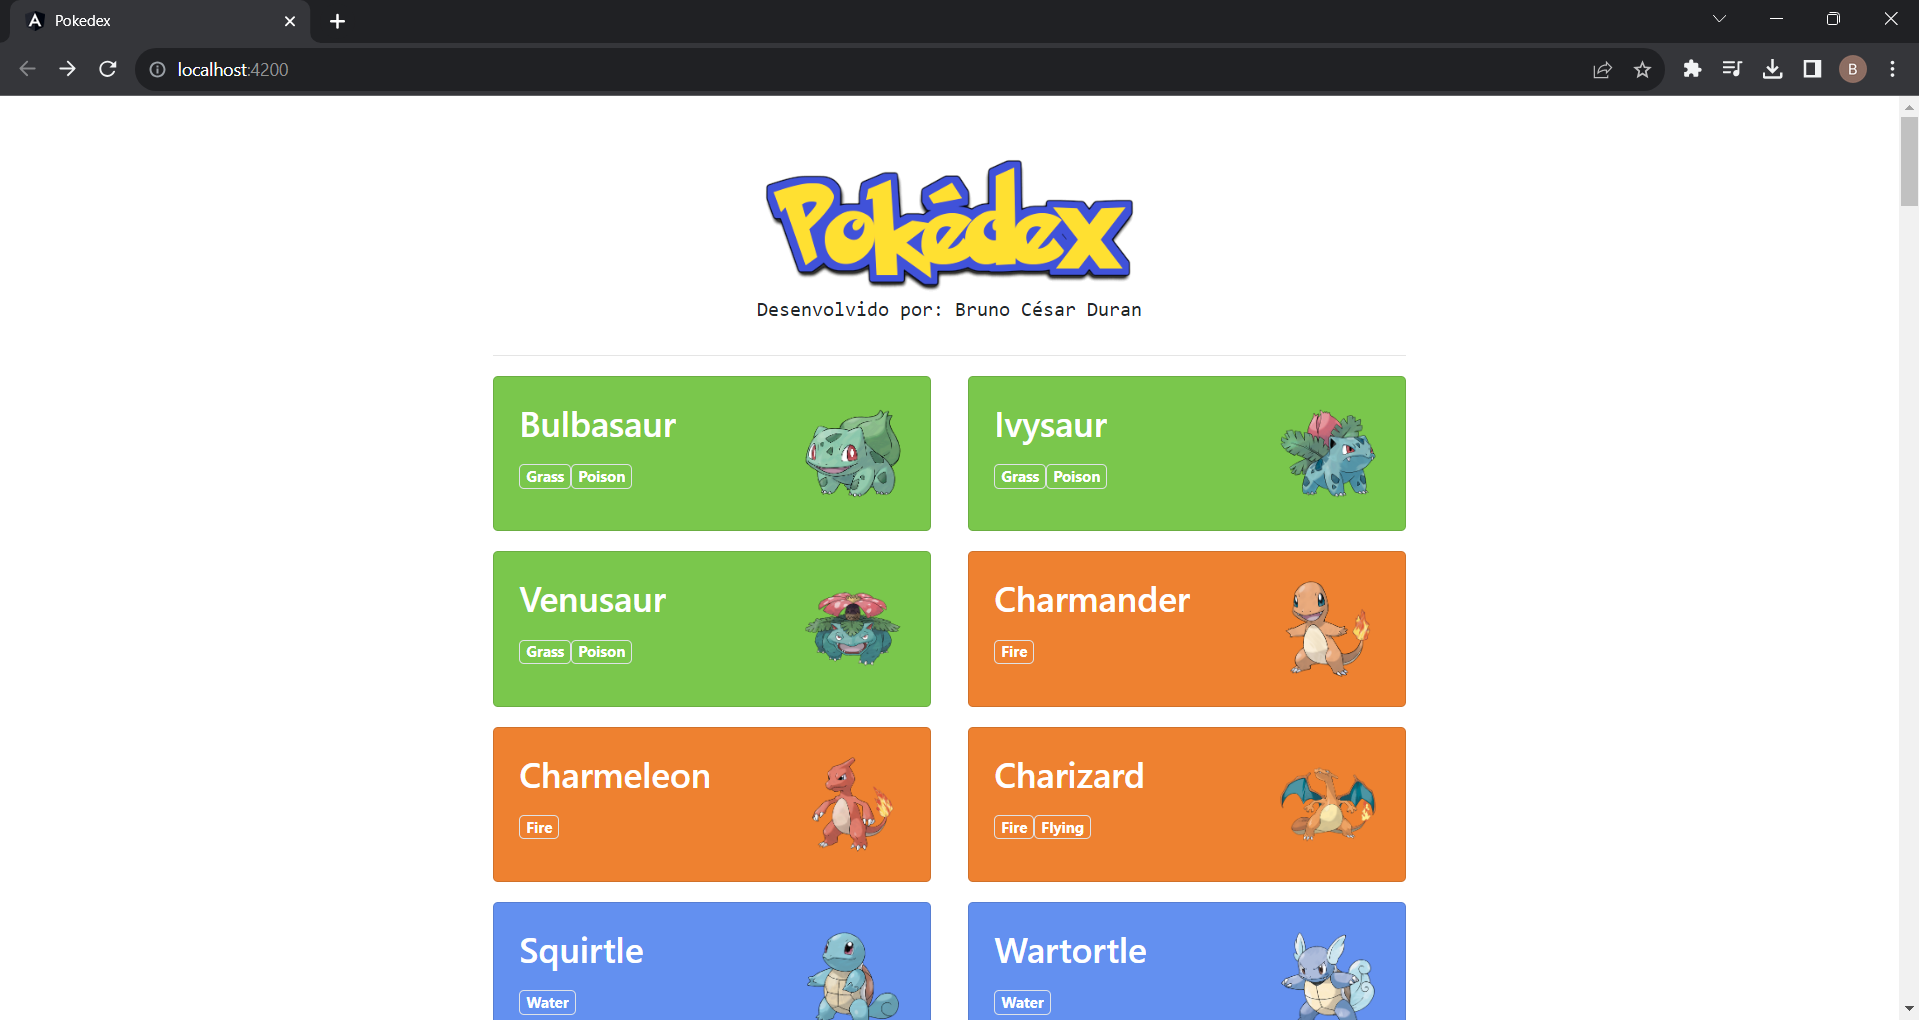 Pokedex
localhost:4200
B
Pokédex
Desenvolvido por: Bruno César Duran
Bulbasaur
Grass Poison
Ivysaur
Grass Poison
Venusaur
Grass Poison
Charmander
Fire
Charmeleon
Fire
Charizard
Fire Flying
Squirtle
Water
Wartortle
Water